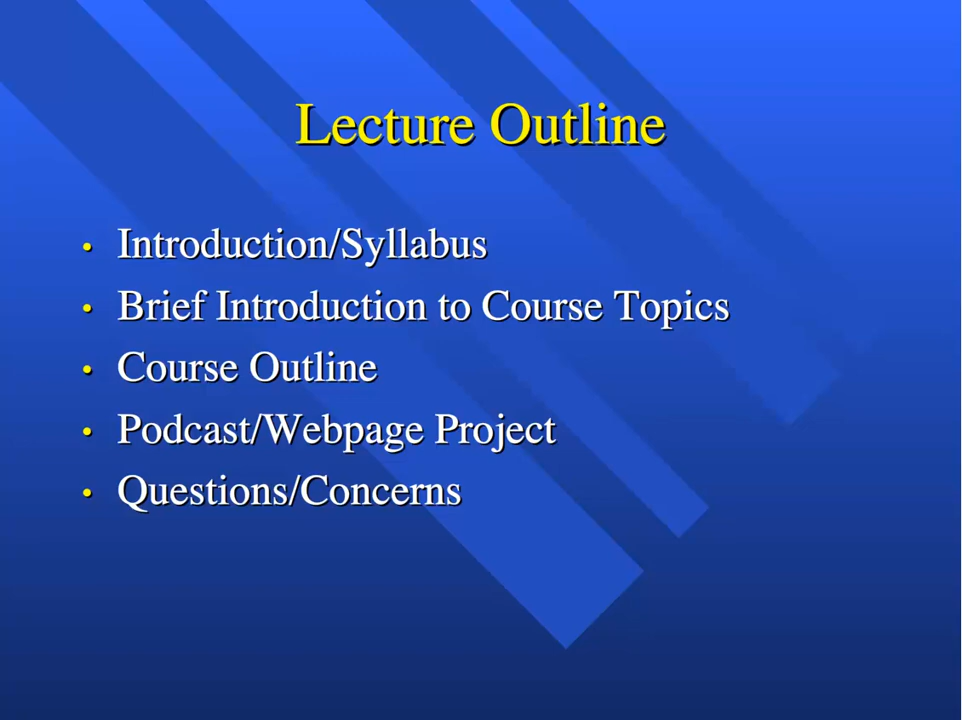 Lecture Outline
• Introduction/Syllabus
• Brief Introduction to Course Topics
• Course Outline
• Podcast/Webpage Project
• Questions/Concerns